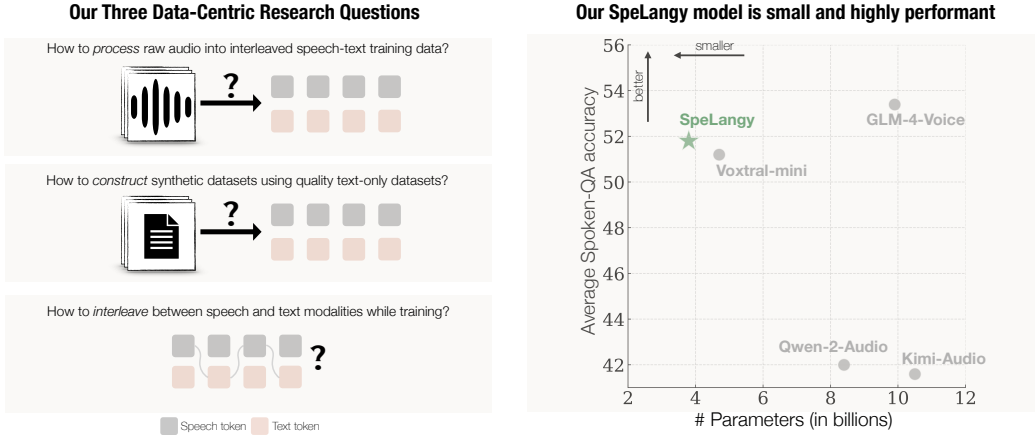 Our Three Data-Centric Research Questions
How to process raw audio into interleaved speech-text training data?
?
How to construct synthetic datasets using quality text-only datasets?
?
How to interleave between speech and text modalities while training?
?
Speech token
Text token
Our SpeLangy model is small and highly performant
Average Spoken-QA accuracy
56
54
52
50
48
46
44
42
better
smaller
SpeLangy
GLM-4-Voice
Voxtral-mini
Qwen-2-Audio
Kimi-Audio
2
4
6
8
10
12
# Parameters (in billions)